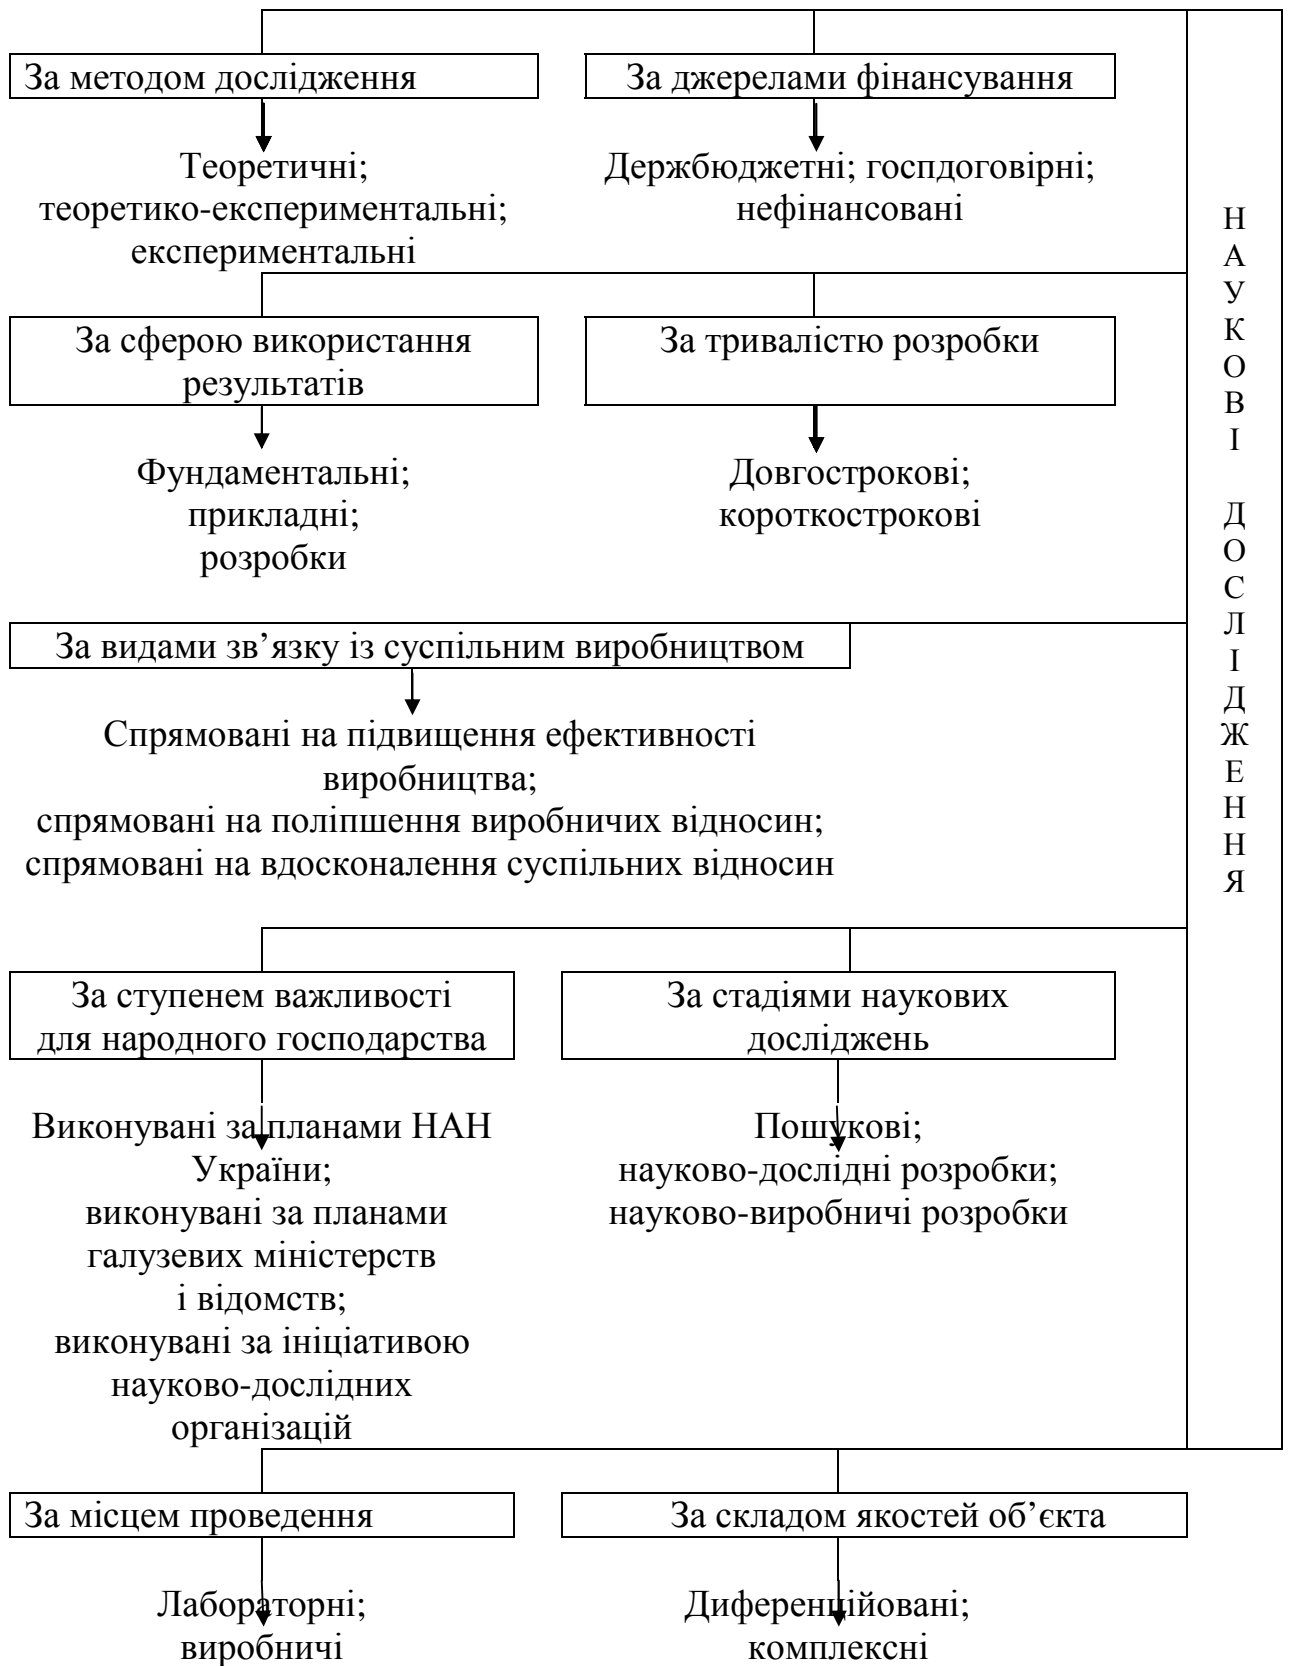 За методом дослідження
За джерелами фінансування
Теоретичні;
теоретико-експериментальні;
експериментальні
Держбюджетні; госпдоговірні;
нефінансовані
За сферою використання
результатів
За тривалістю розробки
Фундаментальні;
прикладні;
розробки
Довгострокові;
короткострокові
За видами зв’язку із суспільним виробництвом
Спрямовані на підвищення ефективності
виробництва;
спрямовані на поліпшення виробничих відносин;
спрямовані на вдосконалення суспільних відносин
За ступенем важливості
для народного господарства
За стадіями наукових
досліджень
Виконувані за планами НАН
України;
виконувані за планами
галузевих міністерств
і відомств;
виконувані за ініціативою
науково-дослідних
організацій
Пошукові;
науково-дослідні розробки;
науково-виробничі розробки
За місцем проведення
За складом якостей об’єкта
Лабораторні;
виробничі
Диференційовані;
комплексні
НАУКОВІ ДОСЛІДЖЕННЯ